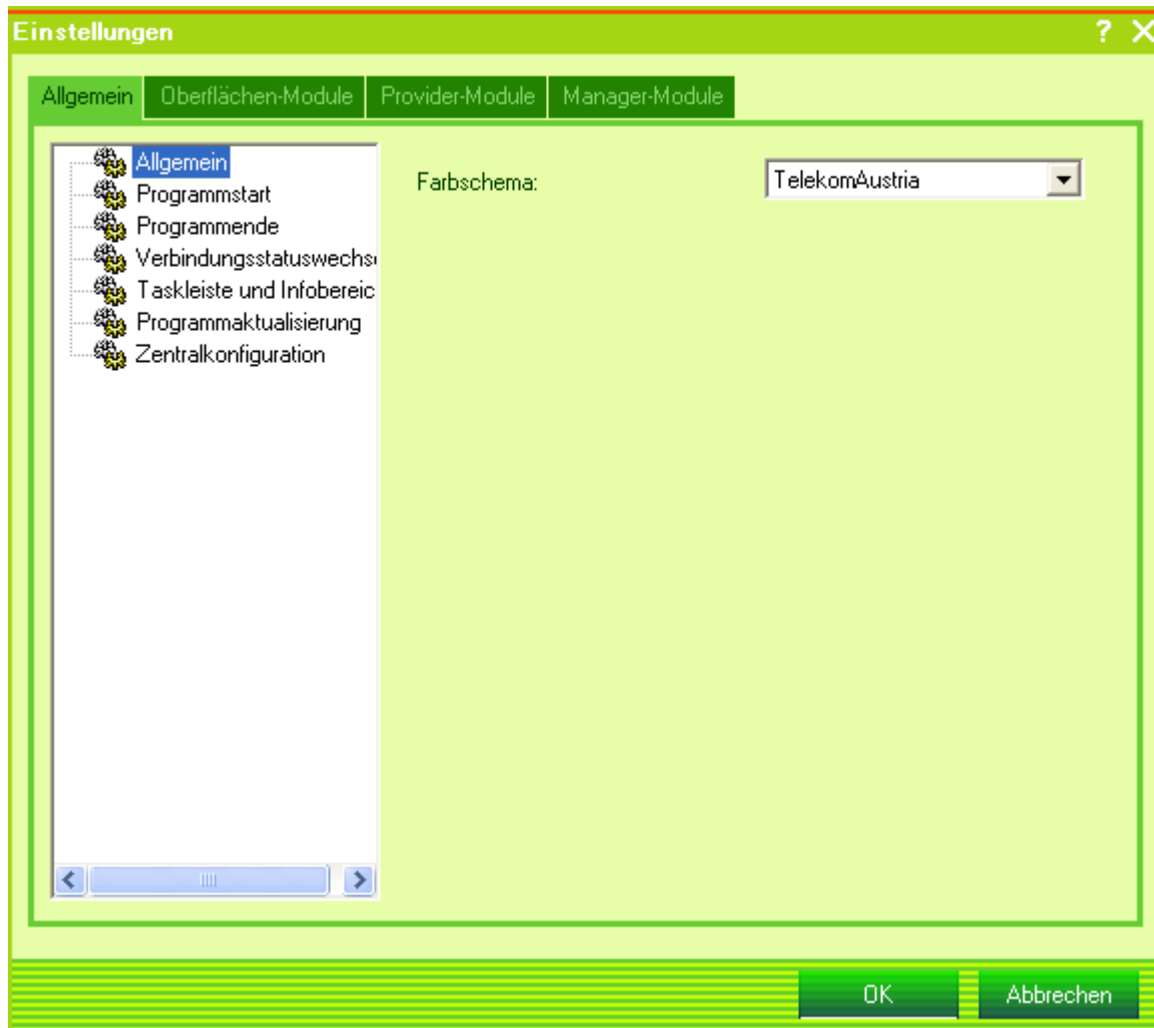 Einstellungen
?
Allgemein Oberflächen-Module Provider-Module Manager-Module
Allgemein
Programmstart
Programmende
Verbindungsstatuswechs
Taskleiste und Infobereic
Programmaktualisierung
Zentralkonfiguration
Farbschema: TelekomAustria
OK Abbrechen